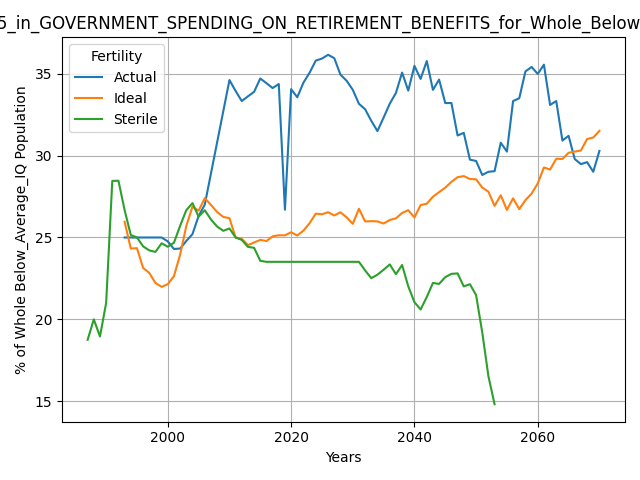 5_in_GOVERNMENT_SPENDING_ON_RETIREMENT_BENEFITS_for_Whole_Below
Fertility
Actual
Ideal
Sterile
% of Whole Below_Average_IQ Population
35
30
25
20
15
2000
2020
2040
2060
Years